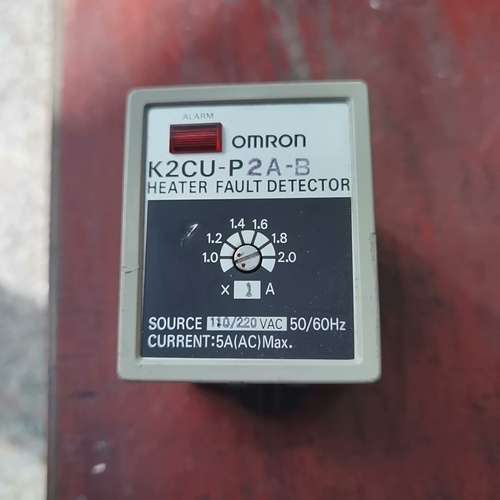 ALARM
OMRON
K2CU-P2A-B
HEATER FAULT DETECTOR
1.4 1.6
1.2 1.8
1.0 2.0
x 1 A
SOURCE 110/220 VAC 50/60Hz
CURRENT:5A(AC)Max.